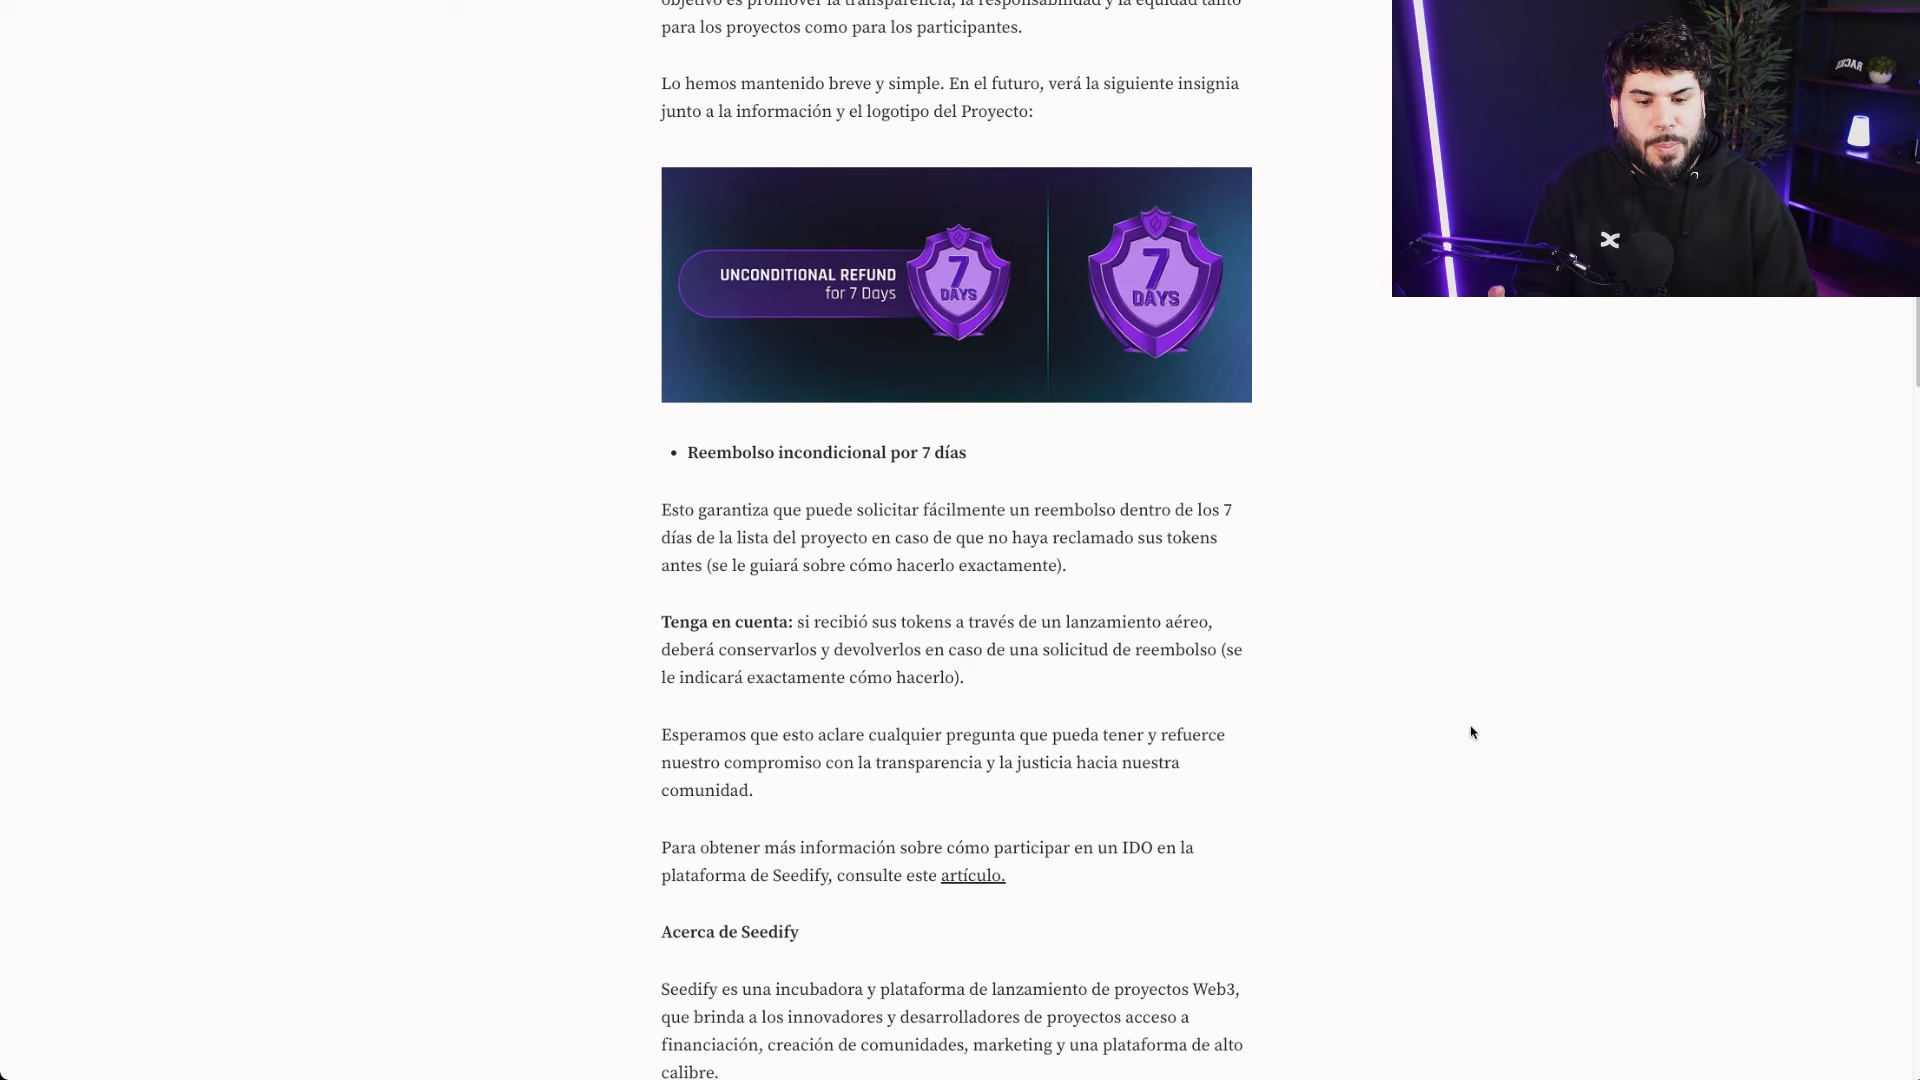 objetivo es promover la transparencia, la responsabilidad y la equidad tanto
para los proyectos como para los participantes.
Lo hemos mantenido breve y simple. En el futuro, verá la siguiente insignia
junto a la información y el logotipo del Proyecto:
UNCONDITIONAL REFUND
for 7 Days
7
DAYS
7
DAYS
• Reembolso incondicional por 7 días
Esto garantiza que puede solicitar fácilmente un reembolso dentro de los 7
días de la lista del proyecto en caso de que no haya reclamado sus tokens
antes (se le guiará sobre cómo hacerlo exactamente).
Tenga en cuenta: si recibió sus tokens a través de un lanzamiento aéreo,
deberá conservarlos y devolverlos en caso de una solicitud de reembolso (se
le indicará exactamente cómo hacerlo).
Esperamos que esto aclare cualquier pregunta que pueda tener y refuerce
nuestro compromiso con la transparencia y la justicia hacia nuestra
comunidad.
Para obtener más información sobre cómo participar en un IDO en la
plataforma de Seedify, consulte este artículo.
Acerca de Seedify
Seedify es una incubadora y plataforma de lanzamiento de proyectos Web3,
que brinda a los innovadores y desarrolladores de proyectos acceso a
financiación, creación de comunidades, marketing y una plataforma de alto
calibre.